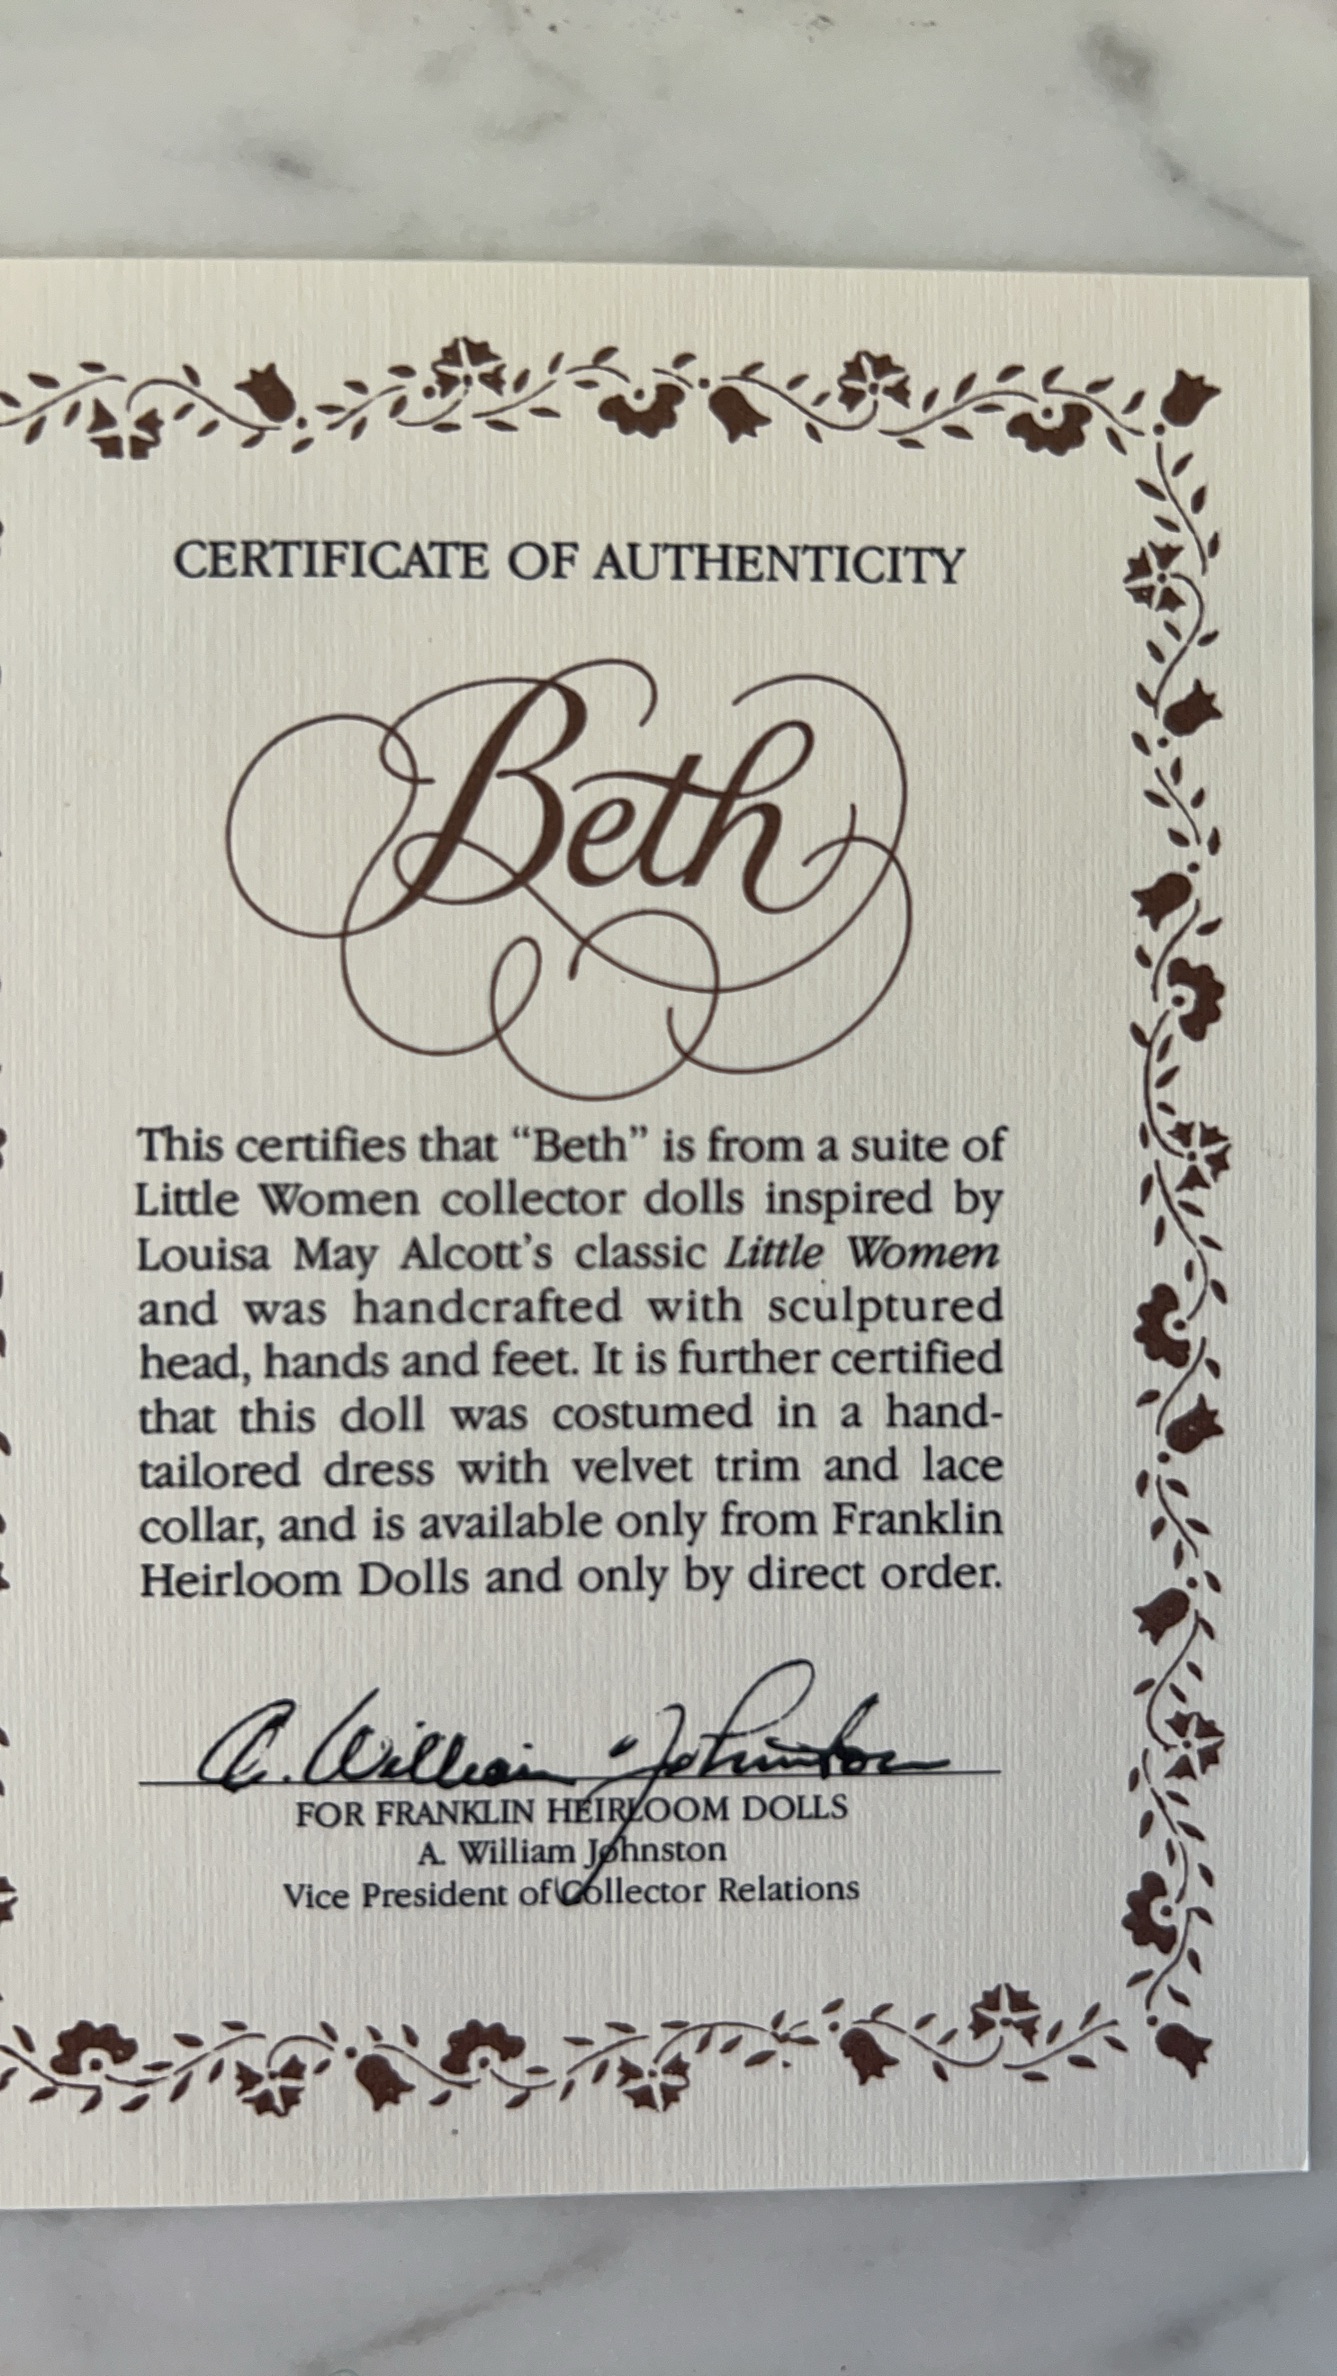 CERTIFICATE OF AUTHENTICITY
Beth
This certifies that “Beth” is from a suite of
Little Women collector dolls inspired by
Louisa May Alcott’s classic Little Women
and was handcrafted with sculptured
head, hands and feet. It is further certified
that this doll was costumed in a hand-
tailored dress with velvet trim and lace
collar, and is available only from Franklin
Heirloom Dolls and only by direct order.
A. William Johnston
FOR FRANKLIN HEIRLOOM DOLLS
A. William Johnston
Vice President of Collector Relations